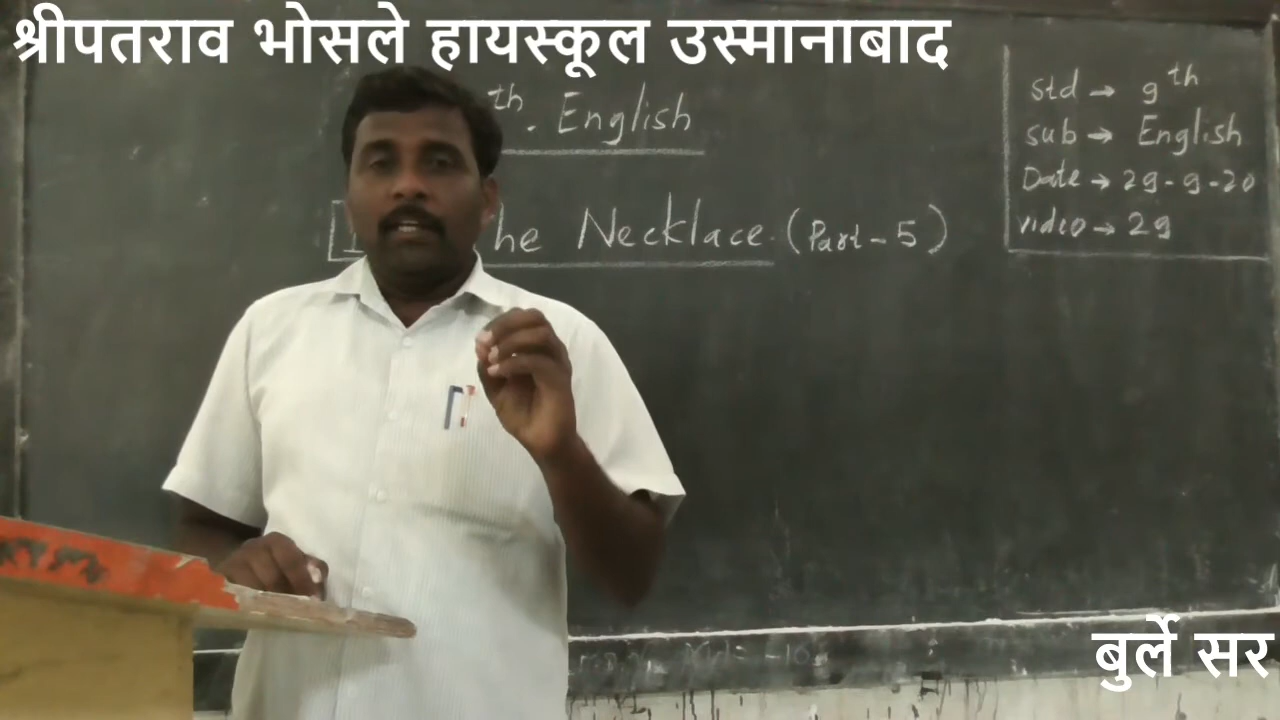 श्रीपतराव भोसले हायस्कूल उस्मानाबाद
th. English
he Necklace. (Part-5)
std → 9th
sub → English
Date → 29-9-20
video → 29
बुर्ले सर